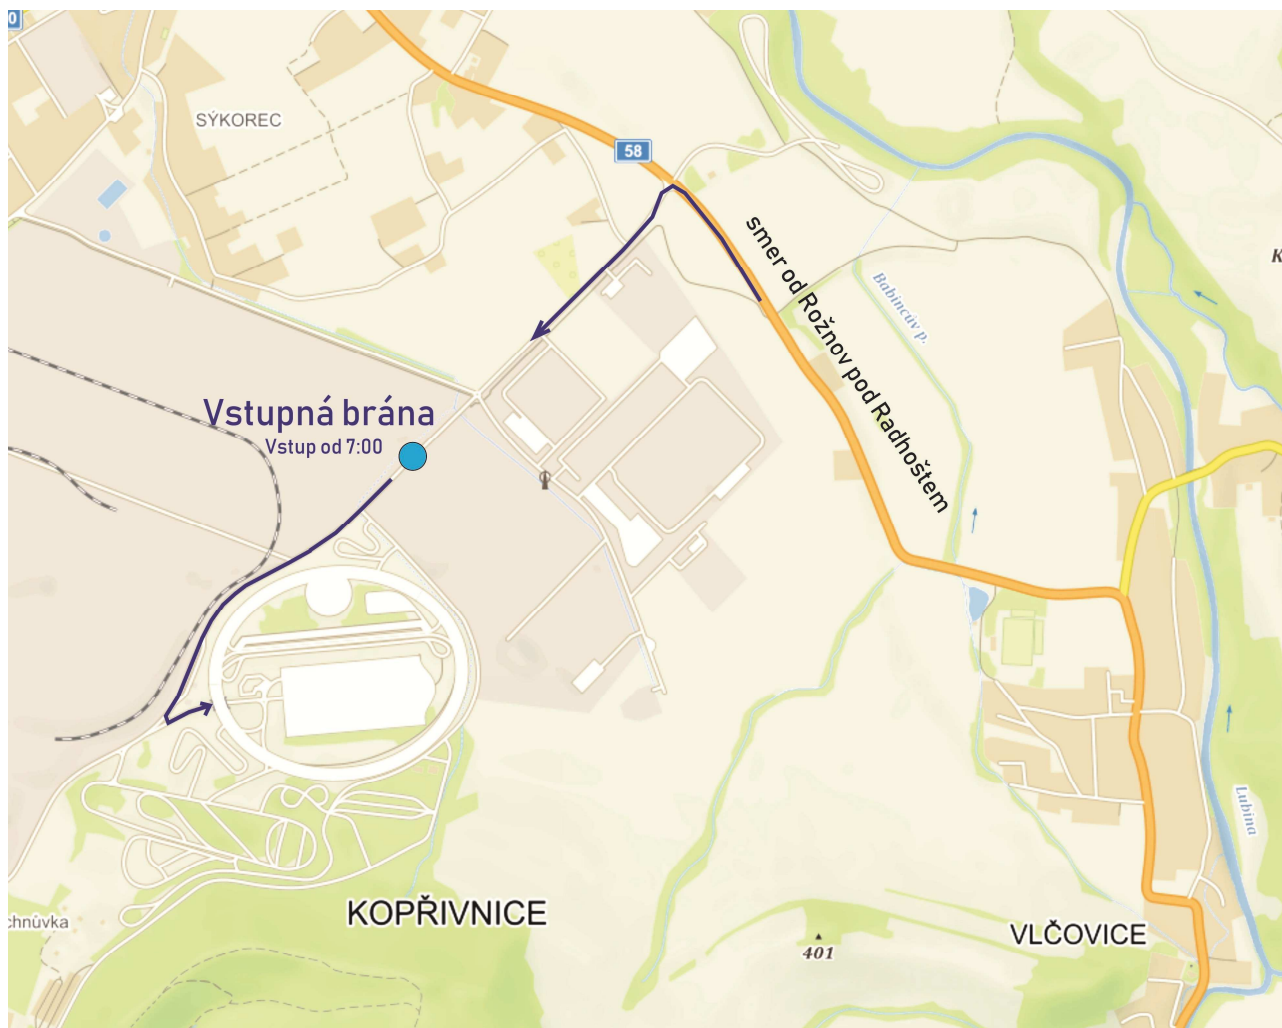 0
SÝKOREC
58
smer od Rožnov pod Radhoštem
K
Babincův p.
Vstupná brána
Vstup od 7:00
Lubina
chnůvka
KOPŘIVNICE
VLČOVICE
401